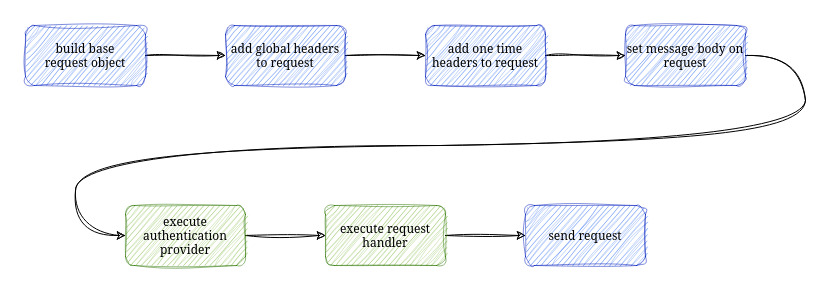 build base
request object
add global headers
to request
add one time
headers to request
set message body on
request
execute
authentication
provider
execute request
handler
send request